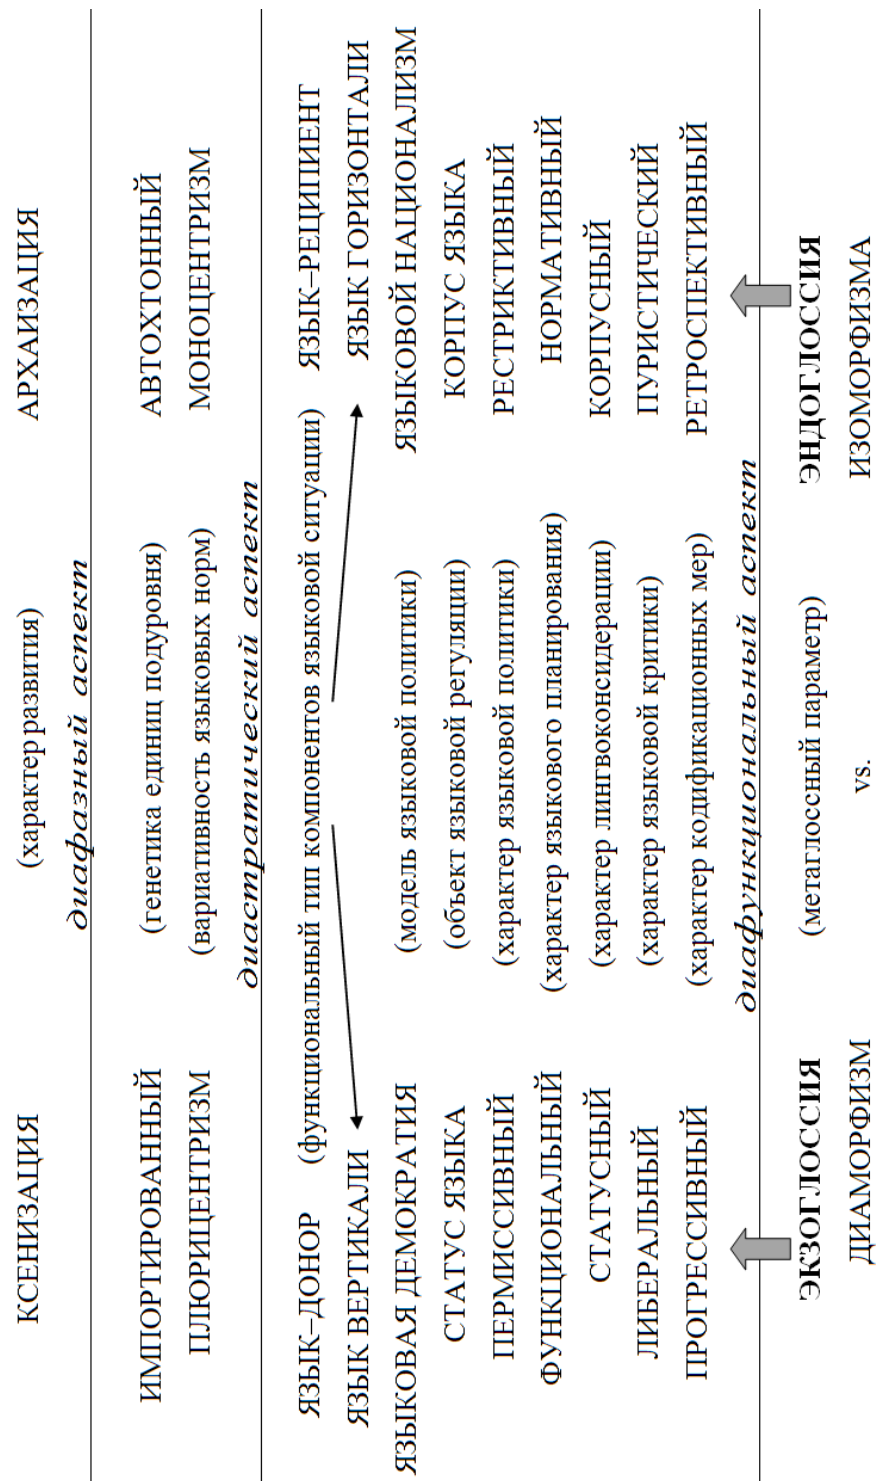 КСЕНИЗАЦИЯ (характер развития) АРХАИЗАЦИЯ
диафазный аспект
ИМПОРТИРОВАННЫЙ (генетика единиц подуровня) АВТОХТОННЫЙ
ПЛЮРИЦЕНТРИЗМ (вариативность языковых норм) МОНОЦЕНТРИЗМ
диастратический аспект
ЯЗЫК–ДОНОР (функциональный тип компонентов языковой ситуации) ЯЗЫК–РЕЦИПИЕНТ
ЯЗЫК ВЕРТИКАЛИ ЯЗЫК ГОРИЗОНТАЛИ
ЯЗЫКОВАЯ ДЕМОКРАТИЯ (модель языковой политики) ЯЗЫКОВОЙ НАЦИОНАЛИЗМ
СТАТУС ЯЗЫКА (объект языковой регуляции) КОРПУС ЯЗЫКА
ПЕРМИССИВНЫЙ (характер языковой политики) РЕСТРИКТИВНЫЙ
ФУНКЦИОНАЛЬНЫЙ (характер языкового планирования) НОРМАТИВНЫЙ
СТАТУСНЫЙ (характер лингвоконсидерации) КОРПУСНЫЙ
ЛИБЕРАЛЬНЫЙ (характер языковой критики) ПУРИСТИЧЕСКИЙ
ПРОГРЕССИВНЫЙ (характер кодификационных мер) РЕТРОСПЕКТИВНЫЙ
диафункциональный аспект
ЭКЗОГЛОССИЯ (метаглоссный параметр) ЭНДОГЛОССИЯ
ДИАМОРФИЗМ vs. ИЗОМОРФИЗМА